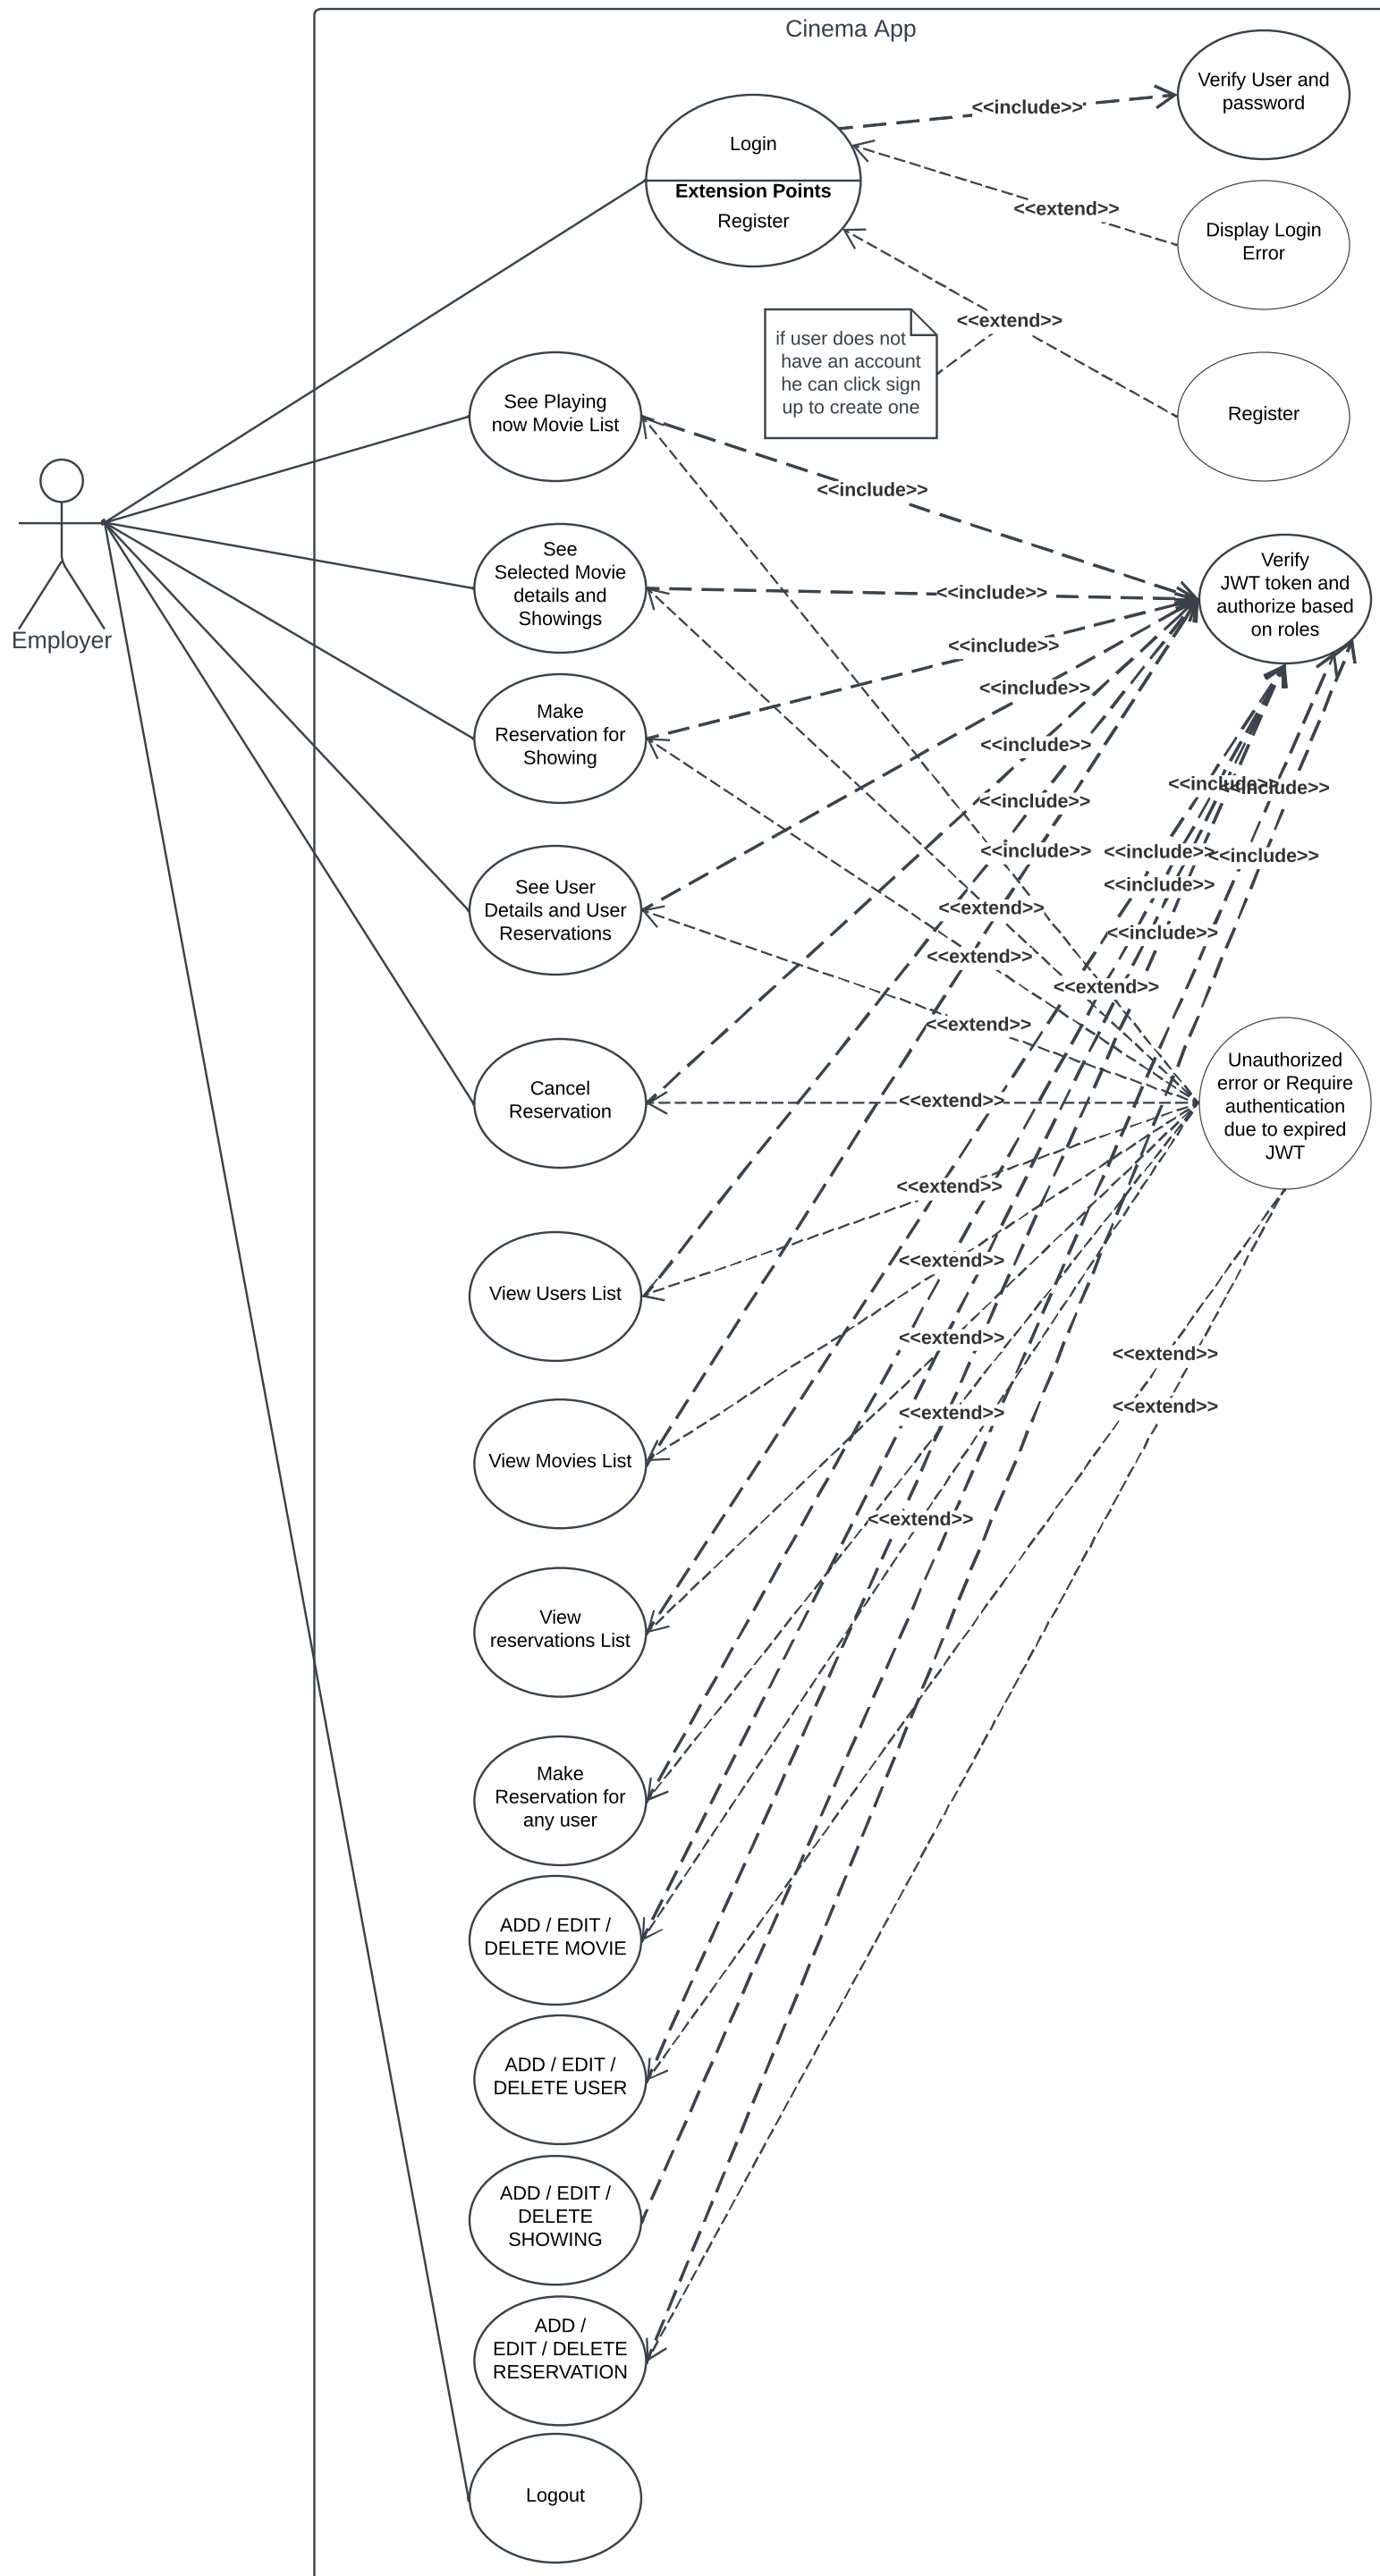 Cinema App
Verify User and
password
<<include>>
Login
Extension Points
Register
<<extend>>
Display Login
Error
<<extend>>
if user does not
have an account
he can click sign
up to create one
Register
See Playing
now Movie List
<<include>>
Employer
See
Selected Movie
details and
Showings
<<include>>
Verify
JWT token and
authorize based
on roles
<<include>>
<<include>>
Make
Reservation for
Showing
<<include>>
<<include>>
<<include>>
<<include>>
<<include>>
<<include>>
<<include>>
<<include>>
<<include>>
See User
Details and User
Reservations
<<extend>>
<<include>>
<<extend>>
<<extend>>
<<extend>>
Cancel
Reservation
<<extend>>
Unauthorized
error or Require
authentication
due to expired
JWT
<<extend>>
View Users List
<<extend>>
<<extend>>
<<extend>>
<<extend>>
<<extend>>
View Movies List
<<extend>>
View
reservations List
Make
Reservation for
any user
ADD / EDIT /
DELETE MOVIE
ADD / EDIT /
DELETE USER
ADD / EDIT /
DELETE
SHOWING
ADD /
EDIT / DELETE
RESERVATION
Logout